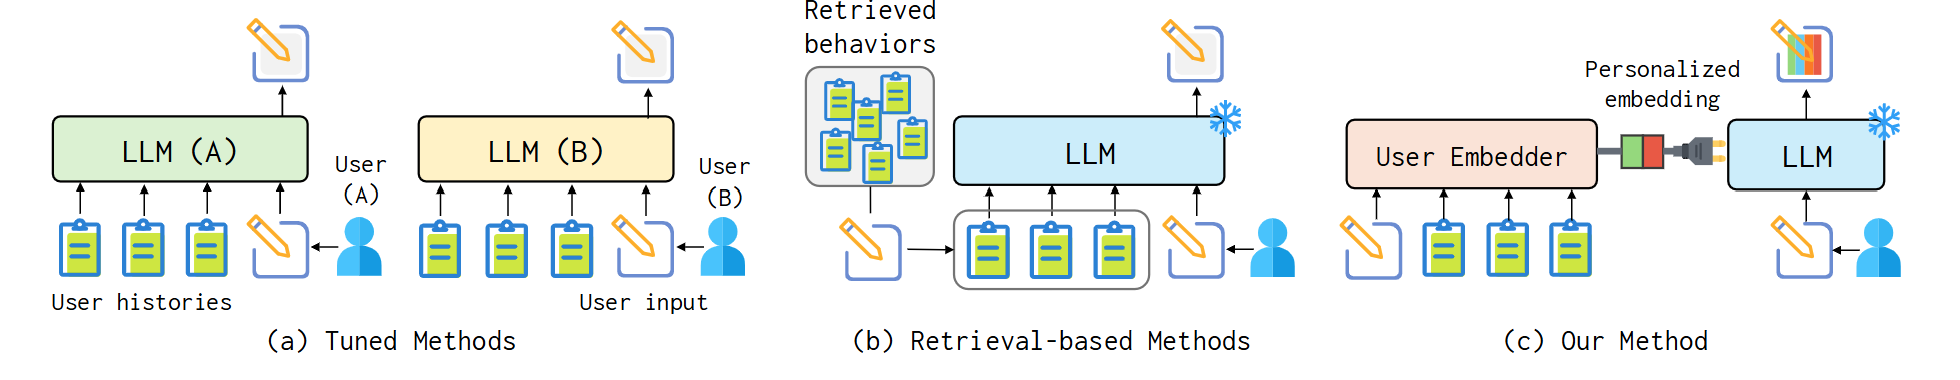 LLM (A)
User
(A)
User histories
LLM (B)
User
(B)
User input
(a) Tuned Methods
Retrieved
behaviors
LLM
(b) Retrieval-based Methods
User Embedder
Personalized
embedding
LLM
(c) Our Method